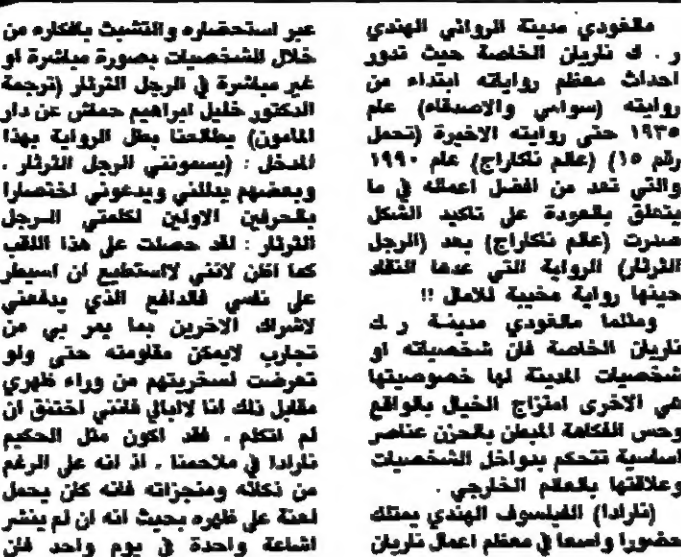 مالغودي مدينة الروائي الهندي
ر . ك ناريان الخاصة حيث تدور
احداث معظم رواياته ابتداء من
روايته (سوامي والاصدقاء) علم
١٩٣٥ حتى روايته الاخيرة (تحمل
رقم ١٥) (عالم نكاراج) عام ١٩٩٠
والتي تعد من افضل اعماله في ما
يتعلق بالعودة على تاكيد الشكل
صدرت (عالم نكاراج) بعد (الرجل
الثرثار) الرواية التي عدها النقاد
حينها رواية مخيبة للامال !!
ومثلما مالغودي مدينة ر . ك
ناريان الخاصة فان شخصياته او
شخصيات المدينة لها خصوصيتها
هي الاخرى امتزاج الخيال بالواقع
وحس الفكاهة المبطن بالحزن عناصر
اساسية تتحكم بدواخل الشخصيات
وعلاقتها بالعالم الخارجي .
(نارادا) الفيلسوف الهندي يمتلك
حضورا واسعا في معظم اعمال ناريان
عبر استحضاره والتشبث بافكاره من
خلال الشخصيات بصورة مباشرة او
غير مباشرة في الرجل الثرثار (ترجمة
الدكتور خليل ابراهيم حماش عن دار
المامون) يطالعنا بطل الرواية بهذا
المدخل : (يسمونني الرجل الثرثار .
وبعضهم يدللني ويدعوني اختصارا
بالحرفين الاولين لكلمتي الرجل
الثرثار : لقد حصلت على هذا اللقب
كما اظن لانني لااستطيع ان اسيطر
على نفسي فالدافع الذي يدفعني
لاشراك الاخرين بما يمر بي من
تجارب لايمكن مقاومته حتى ولو
تعرضت لسخريتهم من وراء ظهري
مقابل ذلك انا لاابالي فانني اختنق ان
لم اتكلم . فقد اكون مثل الحكيم
نارادا في ملاحمنا . اذ انه على الرغم
من ذكائه ومنجزاته فانه كان يحمل
لعنة على ظهره بحيث انه ان لم ينشر
اشاعة واحدة في يوم واحد فان